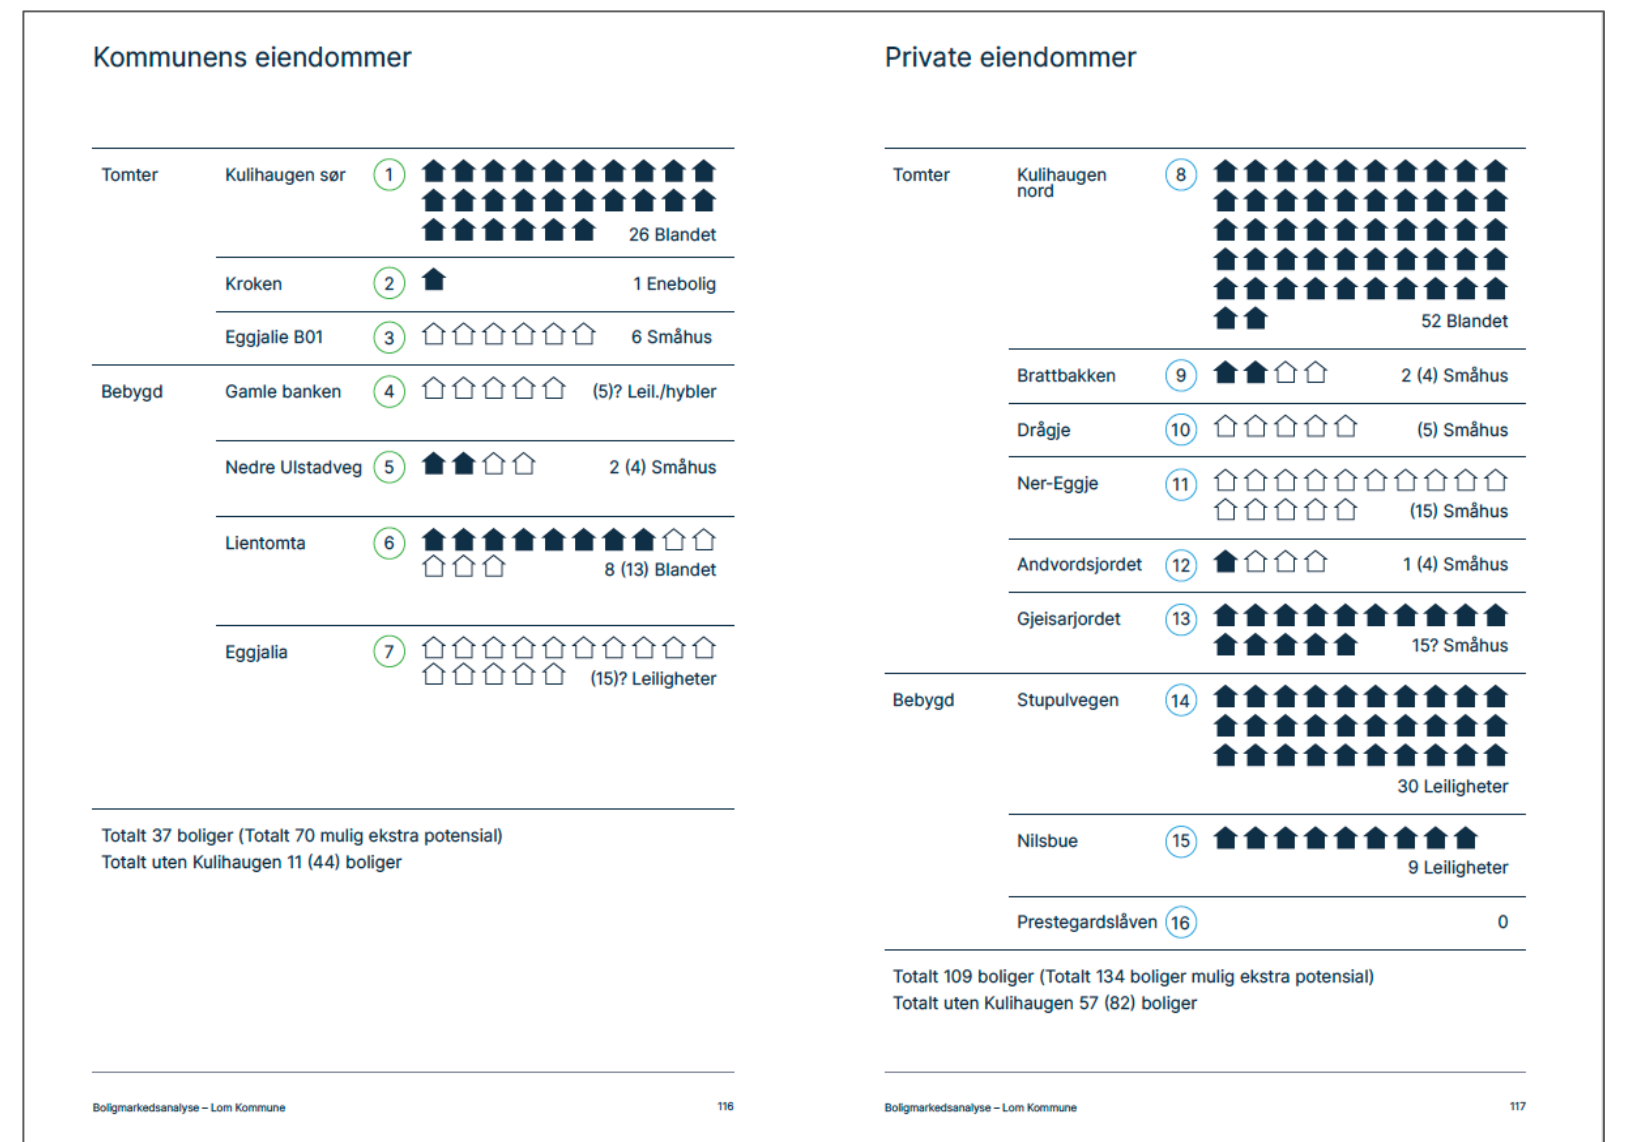 Kommunens eiendommer
Tomter Kulihaugen sør 1
26 Blandet
Kroken 2 1 Enebolig
Eggjalie B01 3 6 Småhus
Bebygd Gamle banken 4 (5)? Leil./hybler
Nedre Ulstadveg 5 2 (4) Småhus
Lientomta 6
8 (13) Blandet
Eggjalia 7
(15)? Leiligheter
Totalt 37 boliger (Totalt 70 mulig ekstra potensial)
Totalt uten Kulihaugen 11 (44) boliger
Boligmarkedsanalyse – Lom Kommune 116
Private eiendommer
Tomter Kulihaugen 8
nord
52 Blandet
Brattbakken 9 2 (4) Småhus
Drågje 10 (5) Småhus
Ner-Eggje 11
(15) Småhus
Andvordsjordet 12 1 (4) Småhus
Gjeisarjordet 13
15? Småhus
Bebygd Stupulvegen 14
30 Leiligheter
Nilsbue 15
9 Leiligheter
Prestegardslåven 16 0
Totalt 109 boliger (Totalt 134 boliger mulig ekstra potensial)
Totalt uten Kulihaugen 57 (82) boliger
Boligmarkedsanalyse – Lom Kommune 117